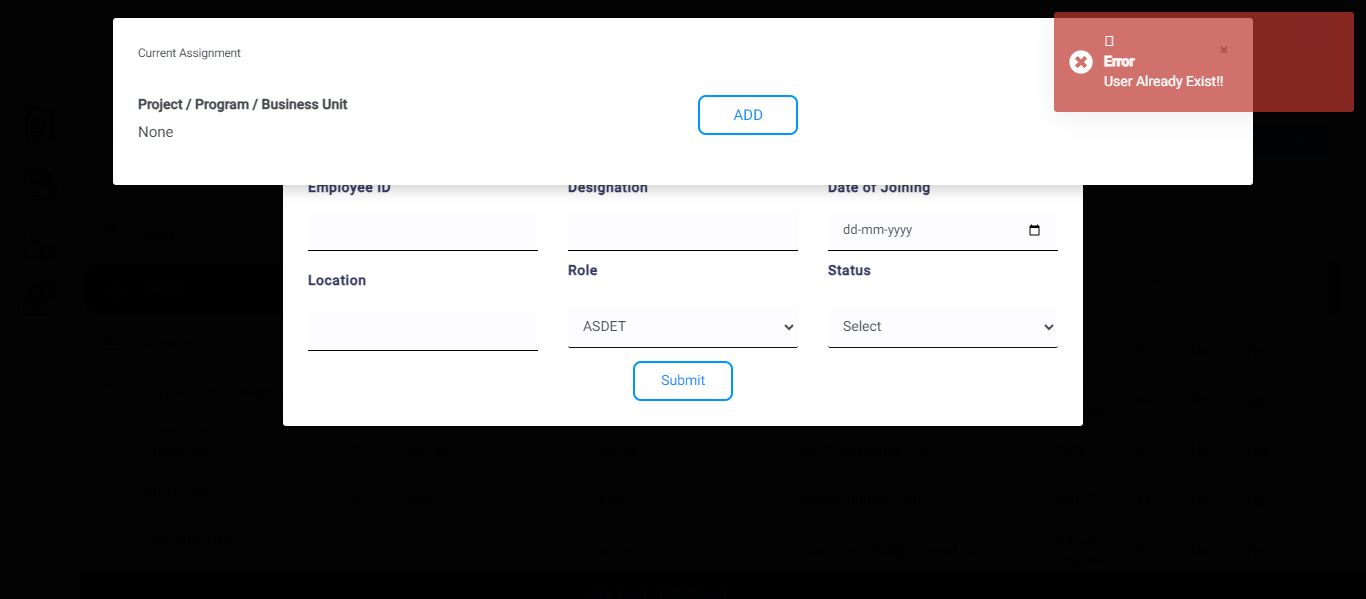 Current Assignment
Project / Program / Business Unit
None
ADD
×
Error
User Already Exist!!
Employee ID
Designation
Date of Joining
dd-mm-yyyy
Location
Role
Status
ASDET
Select
Submit